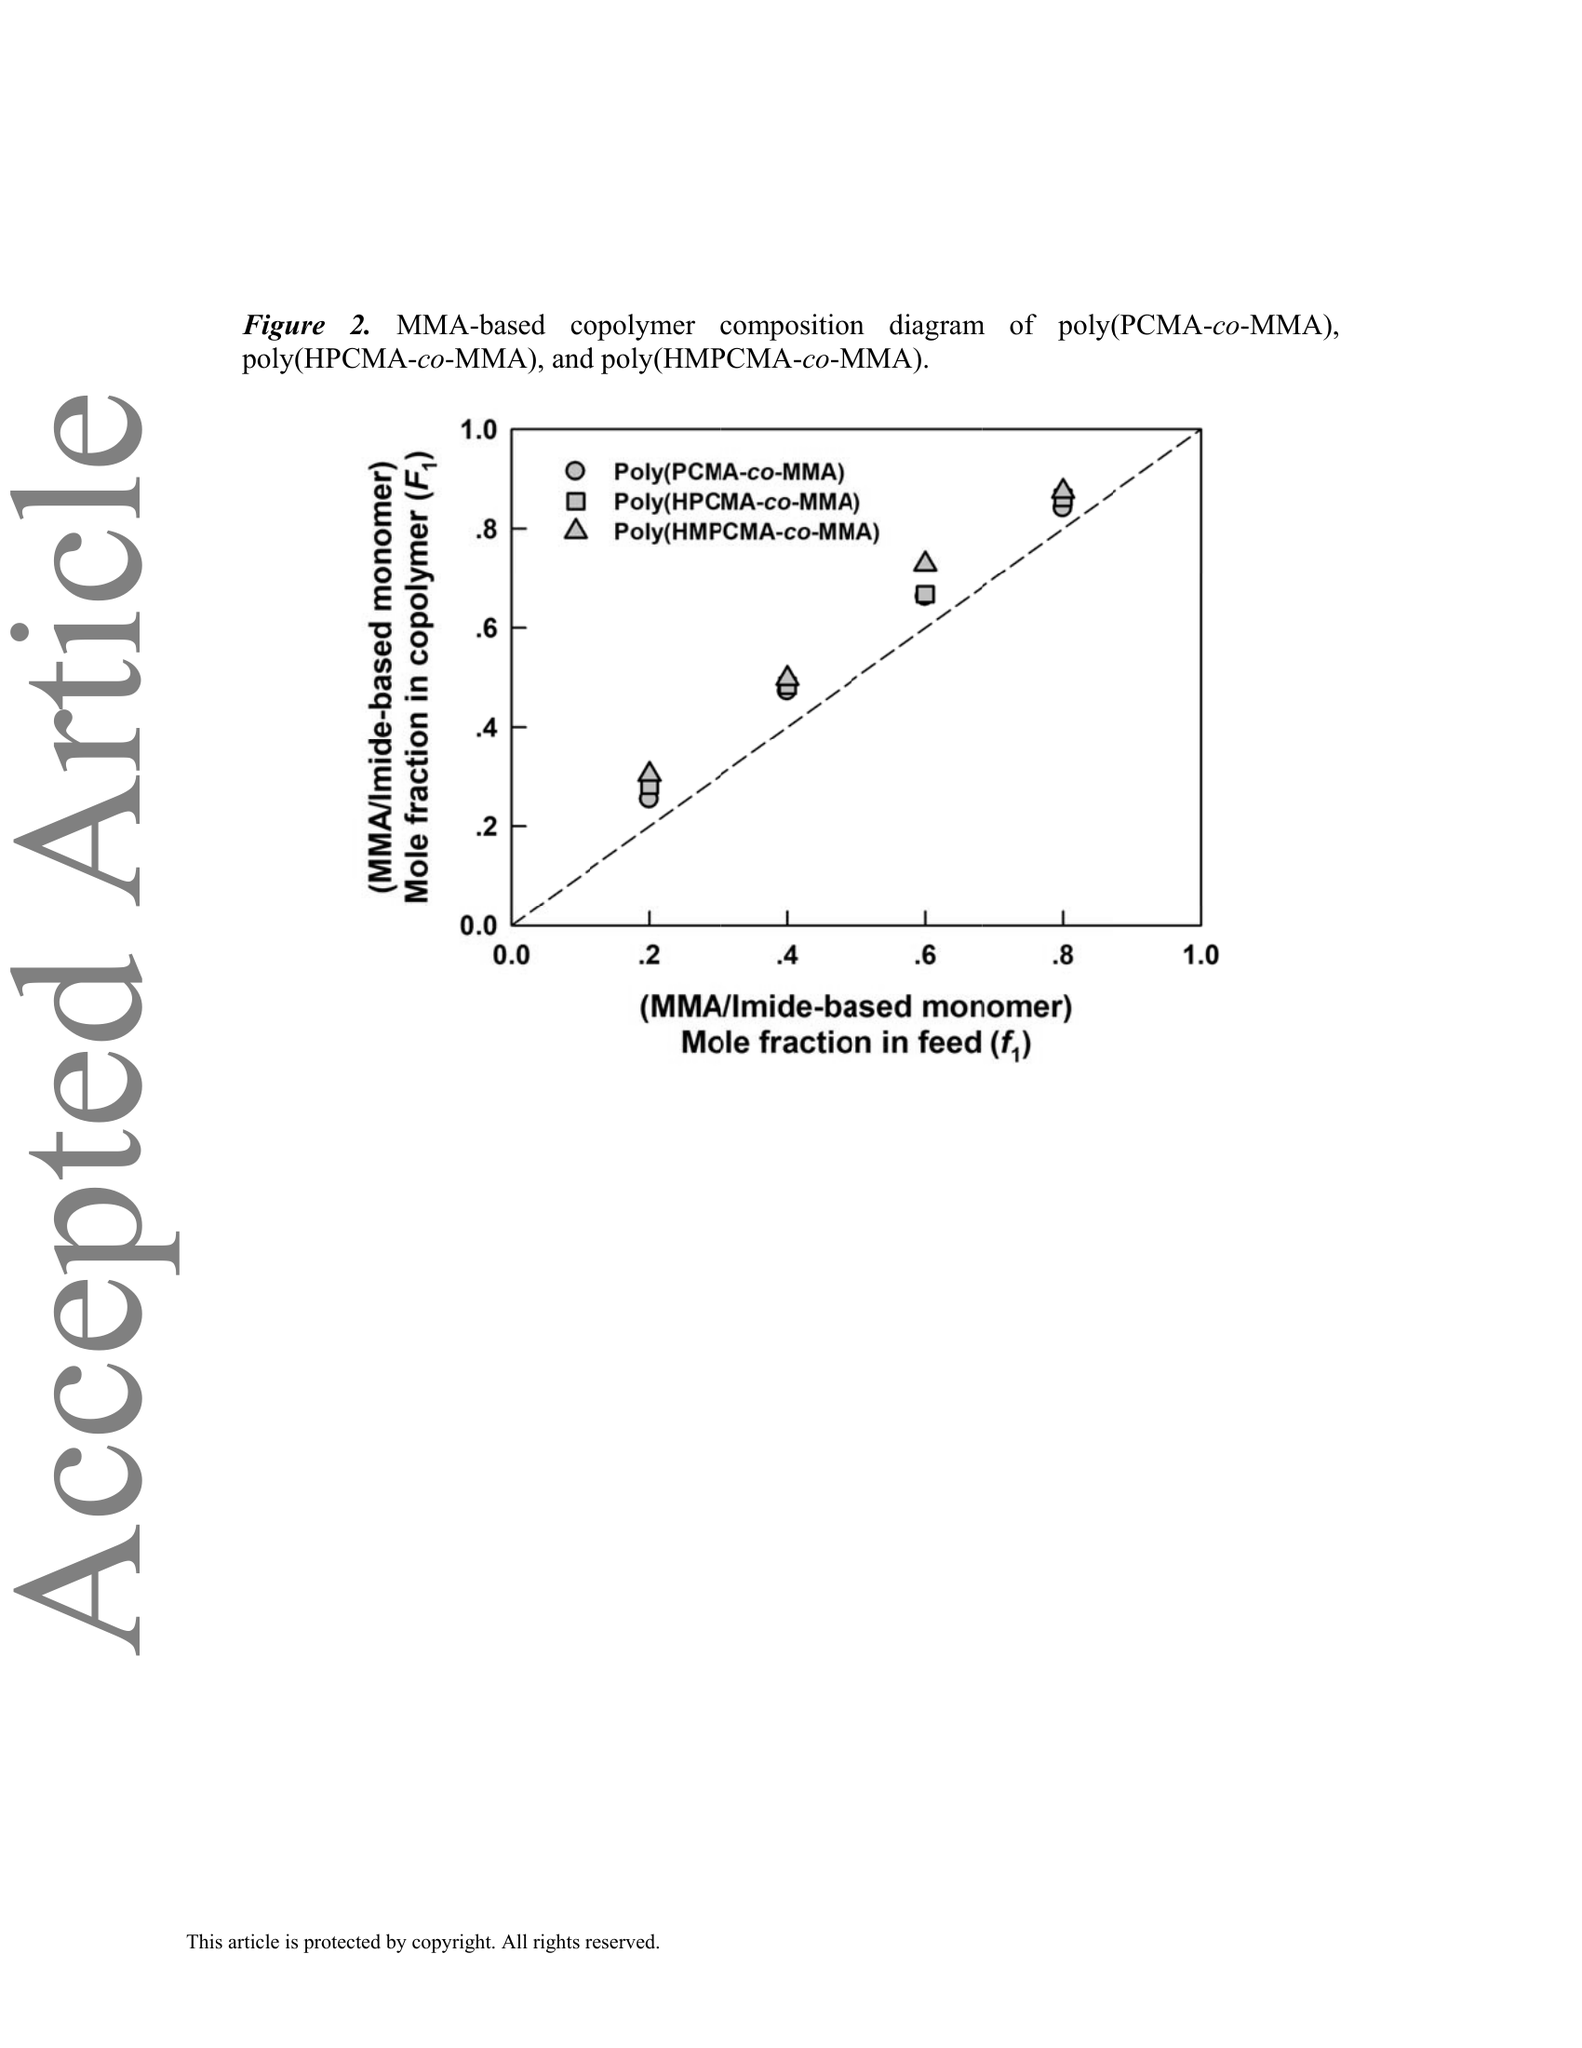 Figure 2. MMA-based copolymer composition diagram of poly(PCMA-co-MMA),
poly(HPCMA-co-MMA), and poly(HMPCMA-co-MMA).
Accepted Article
(MMA/Imide-based monomer)
Mole fraction in copolymer (F1)
1.0
.8
.6
.4
.2
0.0
Poly(PCMA-co-MMA)
Poly(HPCMA-co-MMA)
Poly(HMPCMA-co-MMA)
0.0 .2 .4 .6 .8 1.0
(MMA/Imide-based monomer)
Mole fraction in feed (f1)
This article is protected by copyright. All rights reserved.